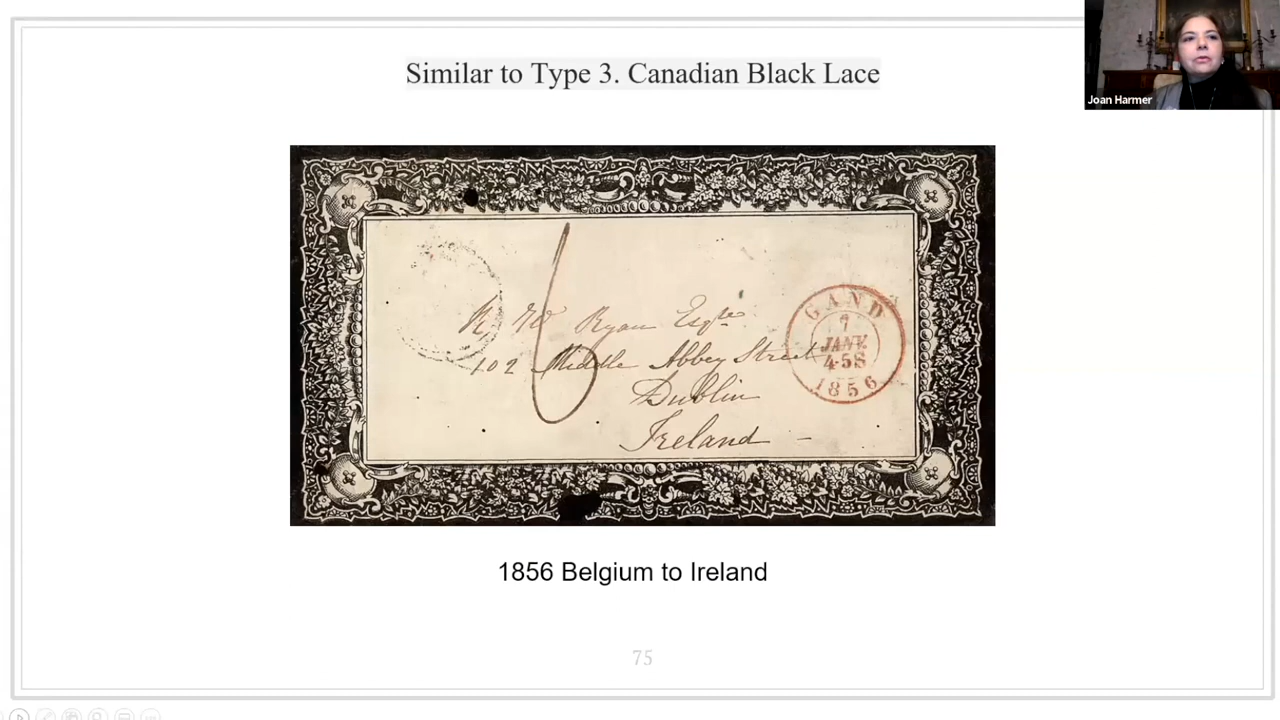 Similar to Type 3. Canadian Black Lace
Joan Harmer
R. W Ryan Esqre
102 Middle Abbey Street
Dublin
Ireland -
6
GAND
7
JANV.
4-5S
1856
1856 Belgium to Ireland
75